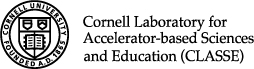 CORNELL UNIVERSITY
FOUNDED A.D. 1865
Cornell Laboratory for
Accelerator-based Sciences
and Education (CLASSE)